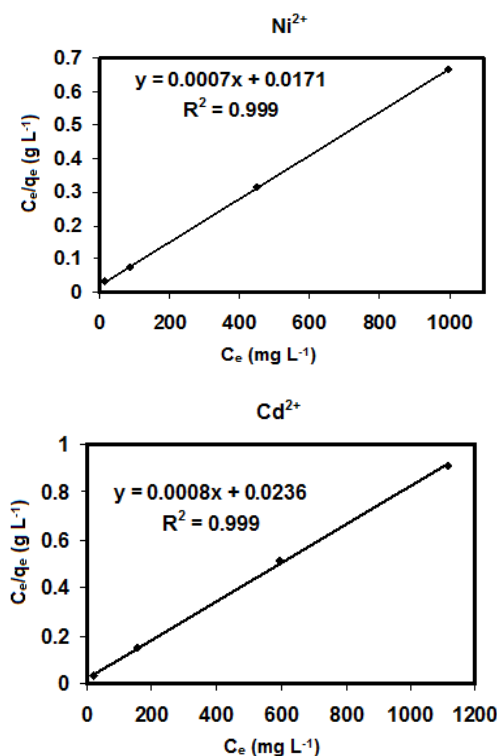 Ni²⁺
y = 0.0007x + 0.0171
R² = 0.999
0.7
0.6
0.5
0.4
0.3
0.2
0.1
0
Cₑ/qₑ (g L⁻¹)
0 200 400 600 800 1000
Cₑ (mg L⁻¹)
Cd²⁺
y = 0.0008x + 0.0236
R² = 0.999
1
0.8
0.6
0.4
0.2
0
Cₑ/qₑ (g L⁻¹)
0 200 400 600 800 1000 1200
Cₑ (mg L⁻¹)